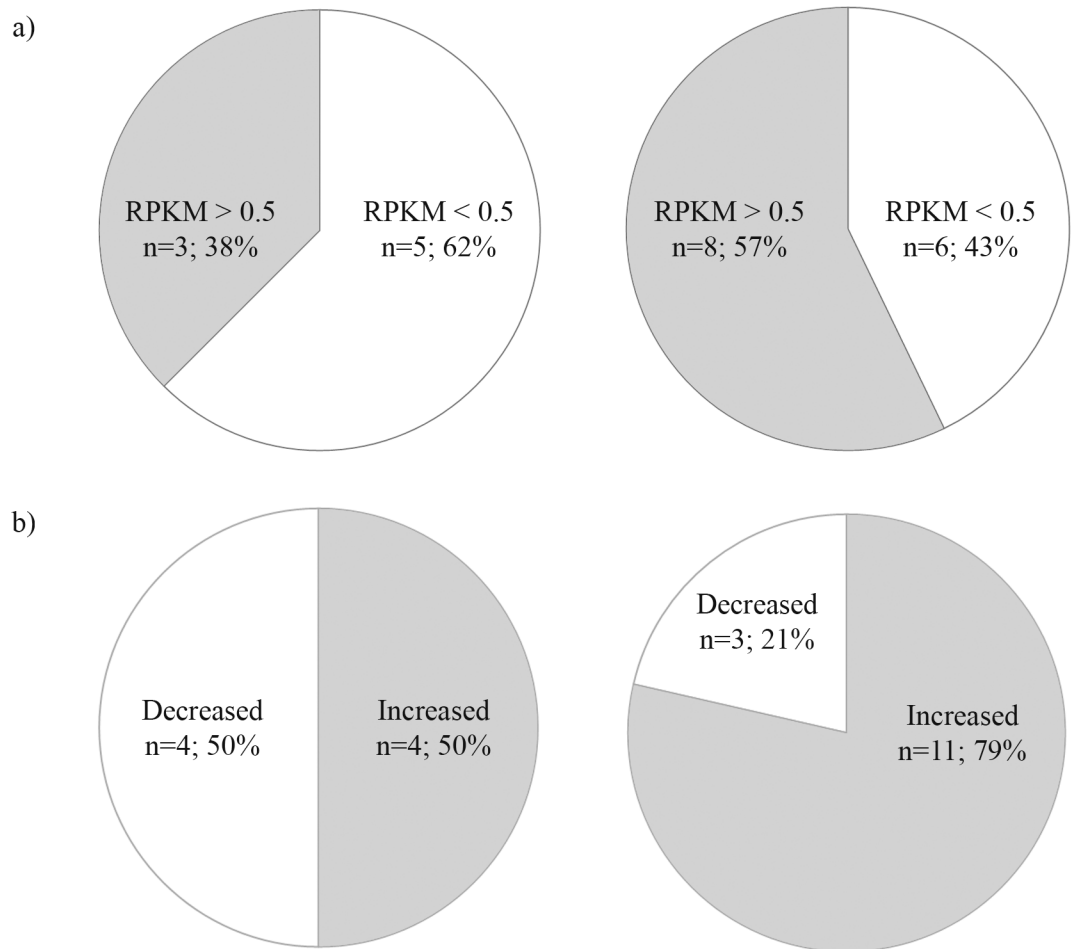 a)
RPKM > 0.5
n=3; 38%
RPKM < 0.5
n=5; 62%
RPKM > 0.5
n=8; 57%
RPKM < 0.5
n=6; 43%
b)
Decreased
n=4; 50%
Increased
n=4; 50%
Decreased
n=3; 21%
Increased
n=11; 79%